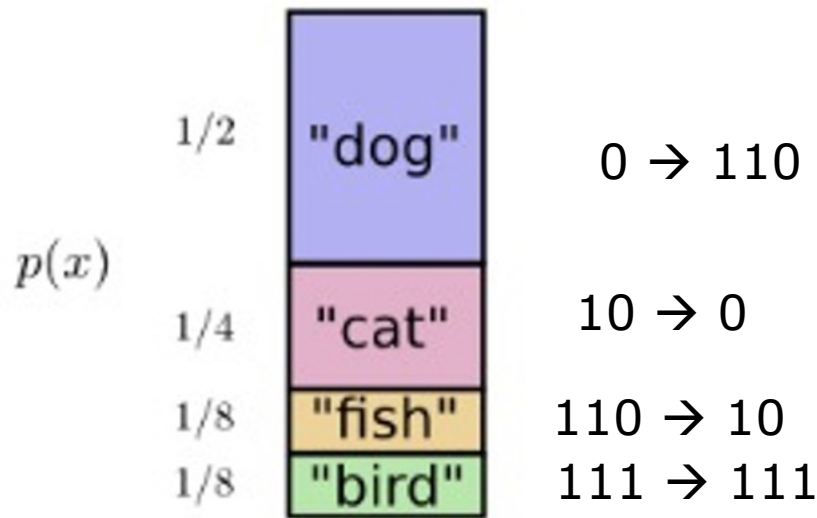 1/2 "dog" 0 → 110
p(x)
1/4 "cat" 10 → 0
1/8 "fish" 110 → 10
1/8 "bird" 111 → 111